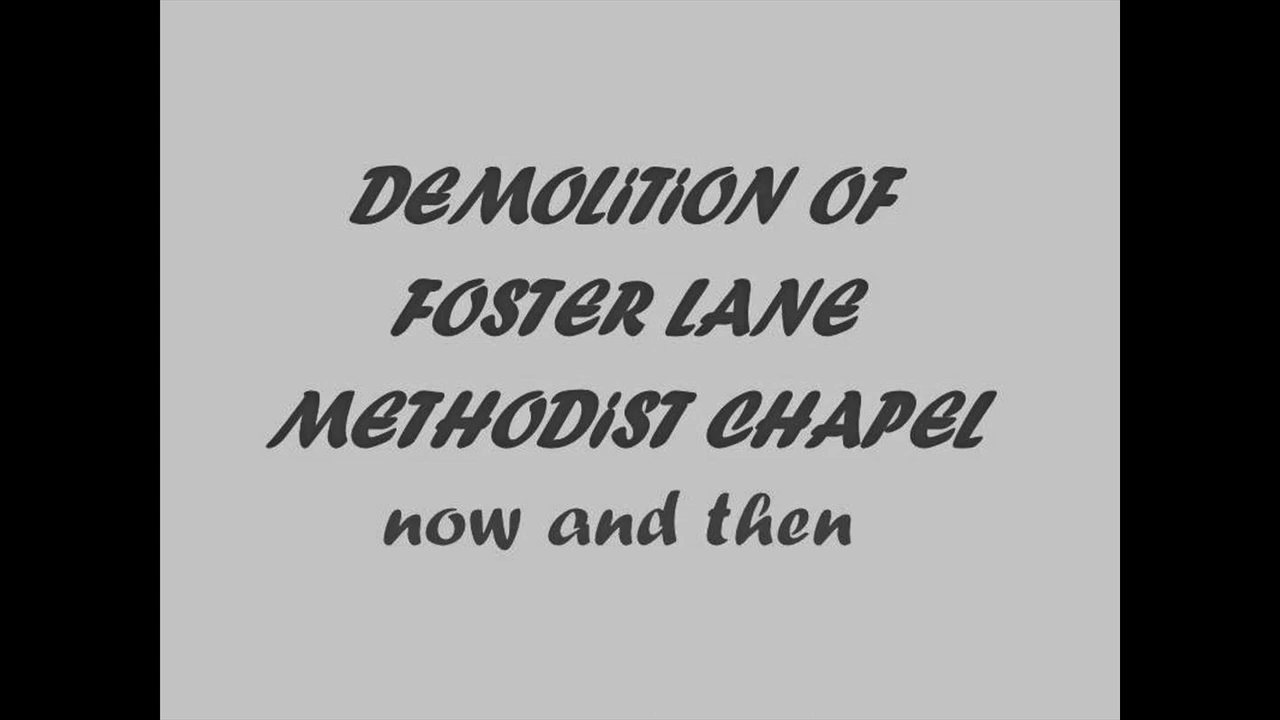 DEMOLiTiON OF
FOSTER LANE
METHODiST CHAPEL
now and then